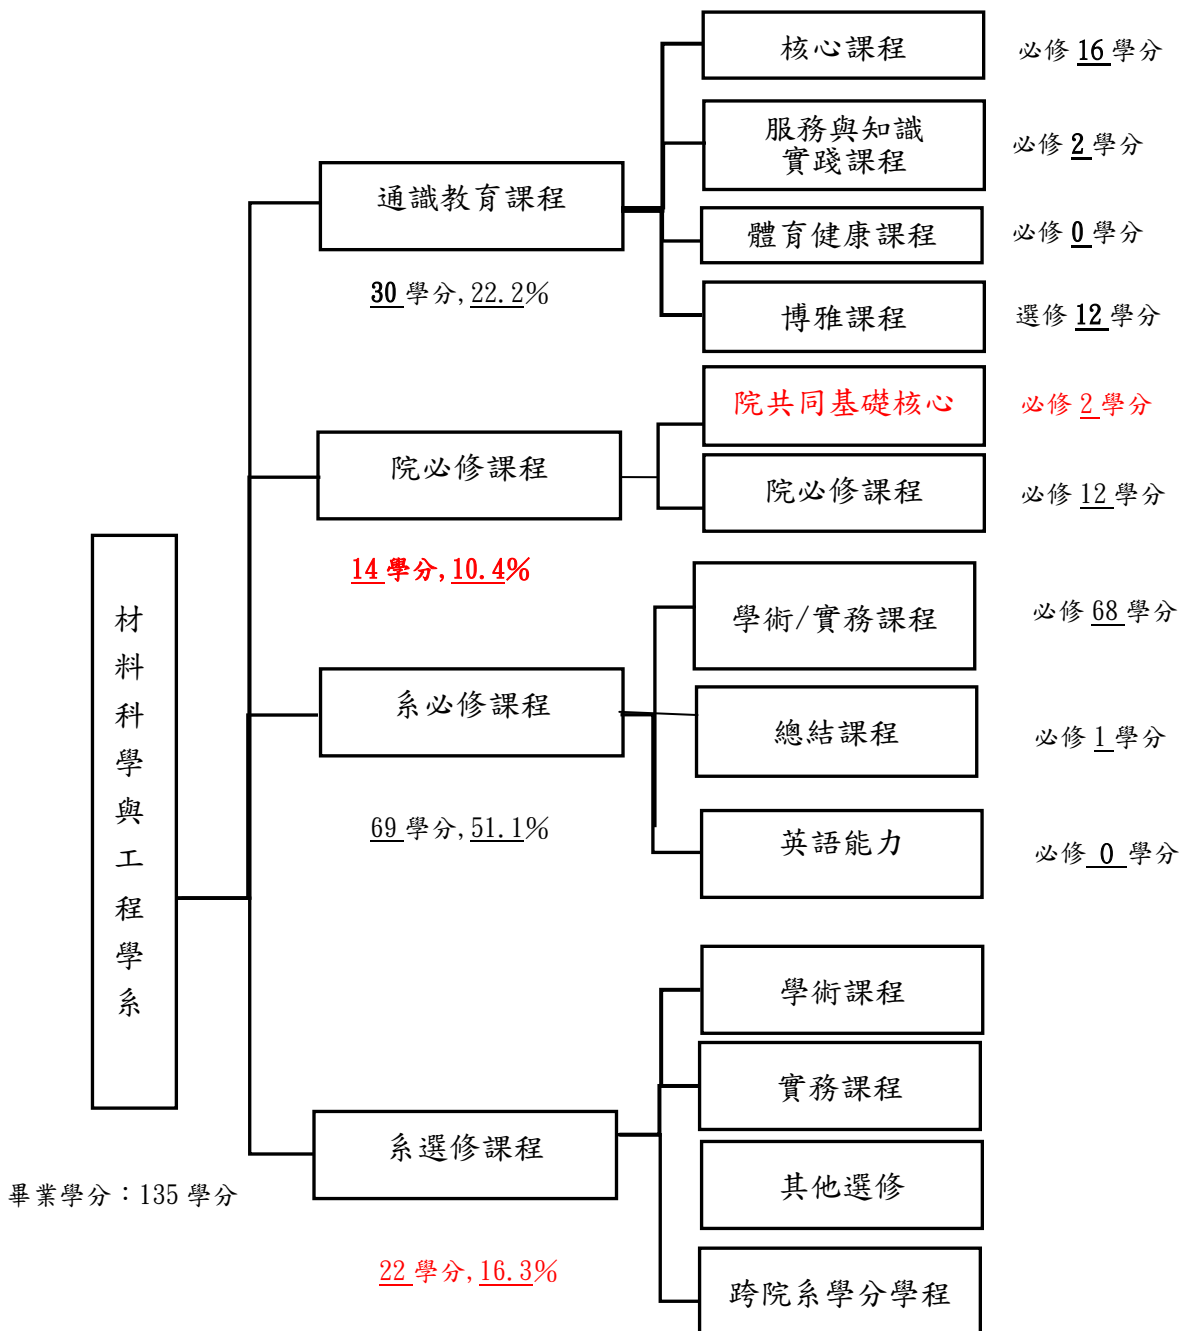 核心課程
必修 16 學分
服務與知識
實踐課程
必修 2 學分
通識教育課程
體育健康課程
必修 0 學分
30 學分, 22.2%
博雅課程
選修 12 學分
院共同基礎核心
必修 2 學分
院必修課程
院必修課程
必修 12 學分
14 學分, 10.4%
材料科學與工程學系
學術/實務課程
必修 68 學分
系必修課程
總結課程
必修 1 學分
69 學分, 51.1%
英語能力
必修 0 學分
學術課程
實務課程
系選修課程
其他選修
畢業學分：135 學分
22 學分, 16.3%
跨院系學分學程